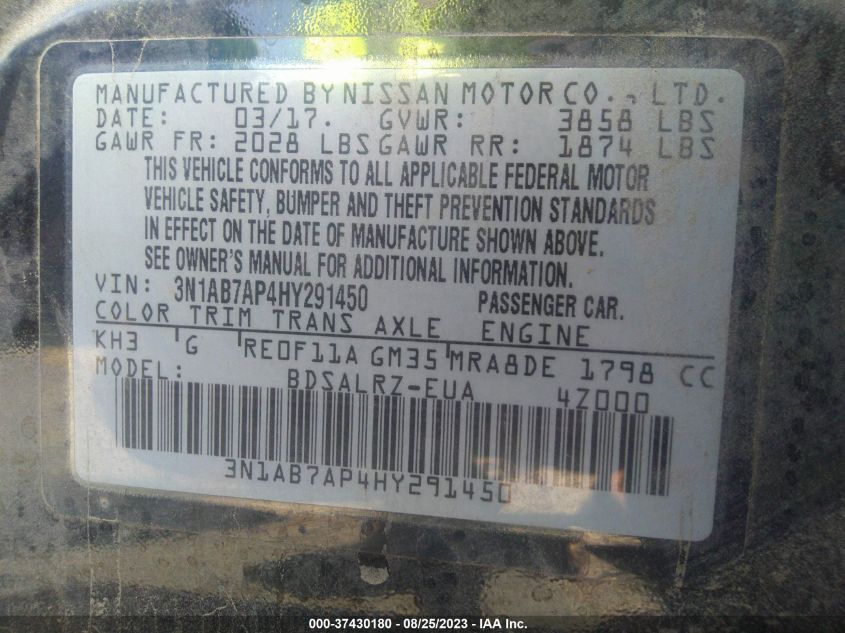 MANUFACTURED BY NISSAN MOTOR CO., LTD.
DATE: 03/17. GVWR: 3858 LBS
GAWR FR: 2028 LBS GAWR RR: 1874 LBS
THIS VEHICLE CONFORMS TO ALL APPLICABLE FEDERAL MOTOR
VEHICLE SAFETY, BUMPER AND THEFT PREVENTION STANDARDS
IN EFFECT ON THE DATE OF MANUFACTURE SHOWN ABOVE.
SEE OWNER'S MANUAL FOR ADDITIONAL INFORMATION.
VIN: 3N1AB7AP4HY291450 PASSENGER CAR.
COLOR TRIM TRANS AXLE ENGINE
KH3 G RE0F11A GM35 MRA8DE 1798 CC
MODEL: BDSALRZ-EUA 4Z000
3N1AB7AP4HY291450
000-37430180 - 08/25/2023 - IAA Inc.